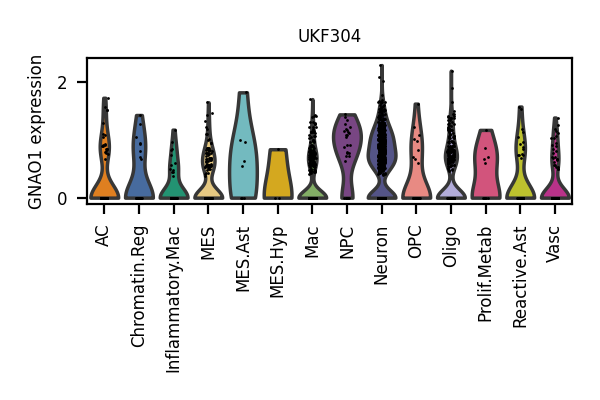 UKF304
GNAO1 expression
2
0
AC
Chromatin.Reg
Inflammatory.Mac
MES
MES.Ast
MES.Hyp
Mac
NPC
Neuron
OPC
Oligo
Prolif.Metab
Reactive.Ast
Vasc